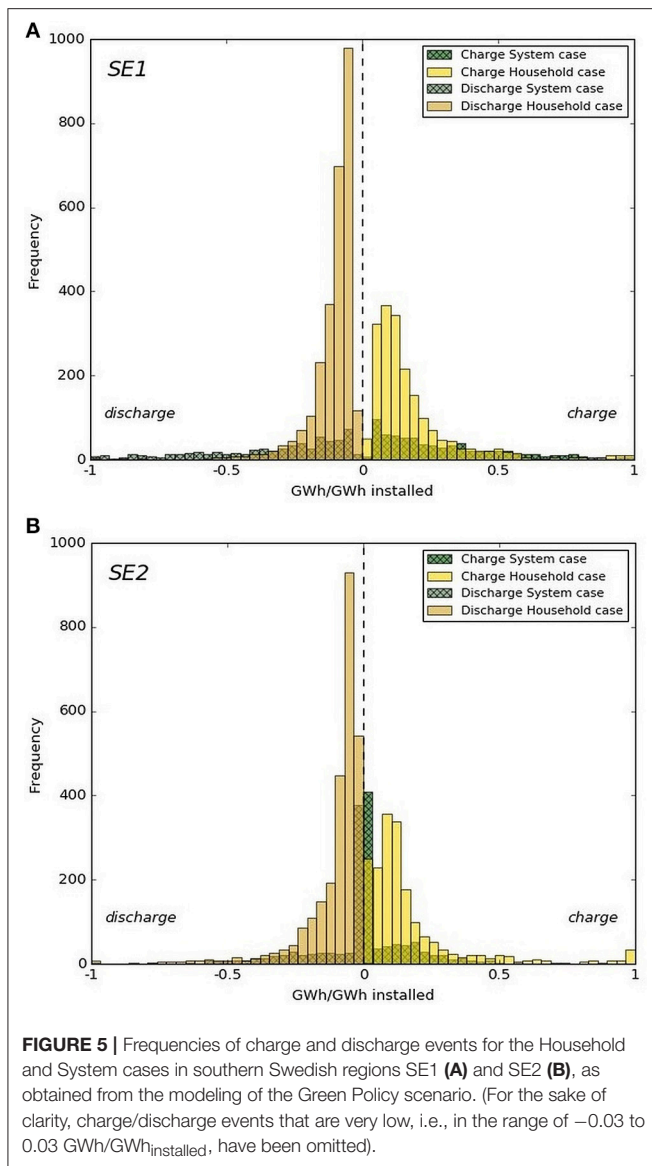 A
SE1
1000
800
600
400
200
0
Frequency
Charge System case
Charge Household case
Discharge System case
Discharge Household case
discharge
charge
-1
-0.5
0
0.5
1
GWh/GWh installed
B
SE2
1000
800
600
400
200
0
Frequency
Charge System case
Charge Household case
Discharge System case
Discharge Household case
discharge
charge
-1
-0.5
0
0.5
1
GWh/GWh installed
FIGURE 5 | Frequencies of charge and discharge events for the Household
and System cases in southern Swedish regions SE1 (A) and SE2 (B), as
obtained from the modeling of the Green Policy scenario. (For the sake of
clarity, charge/discharge events that are very low, i.e., in the range of −0.03 to
0.03 GWh/GWhinstalled, have been omitted).